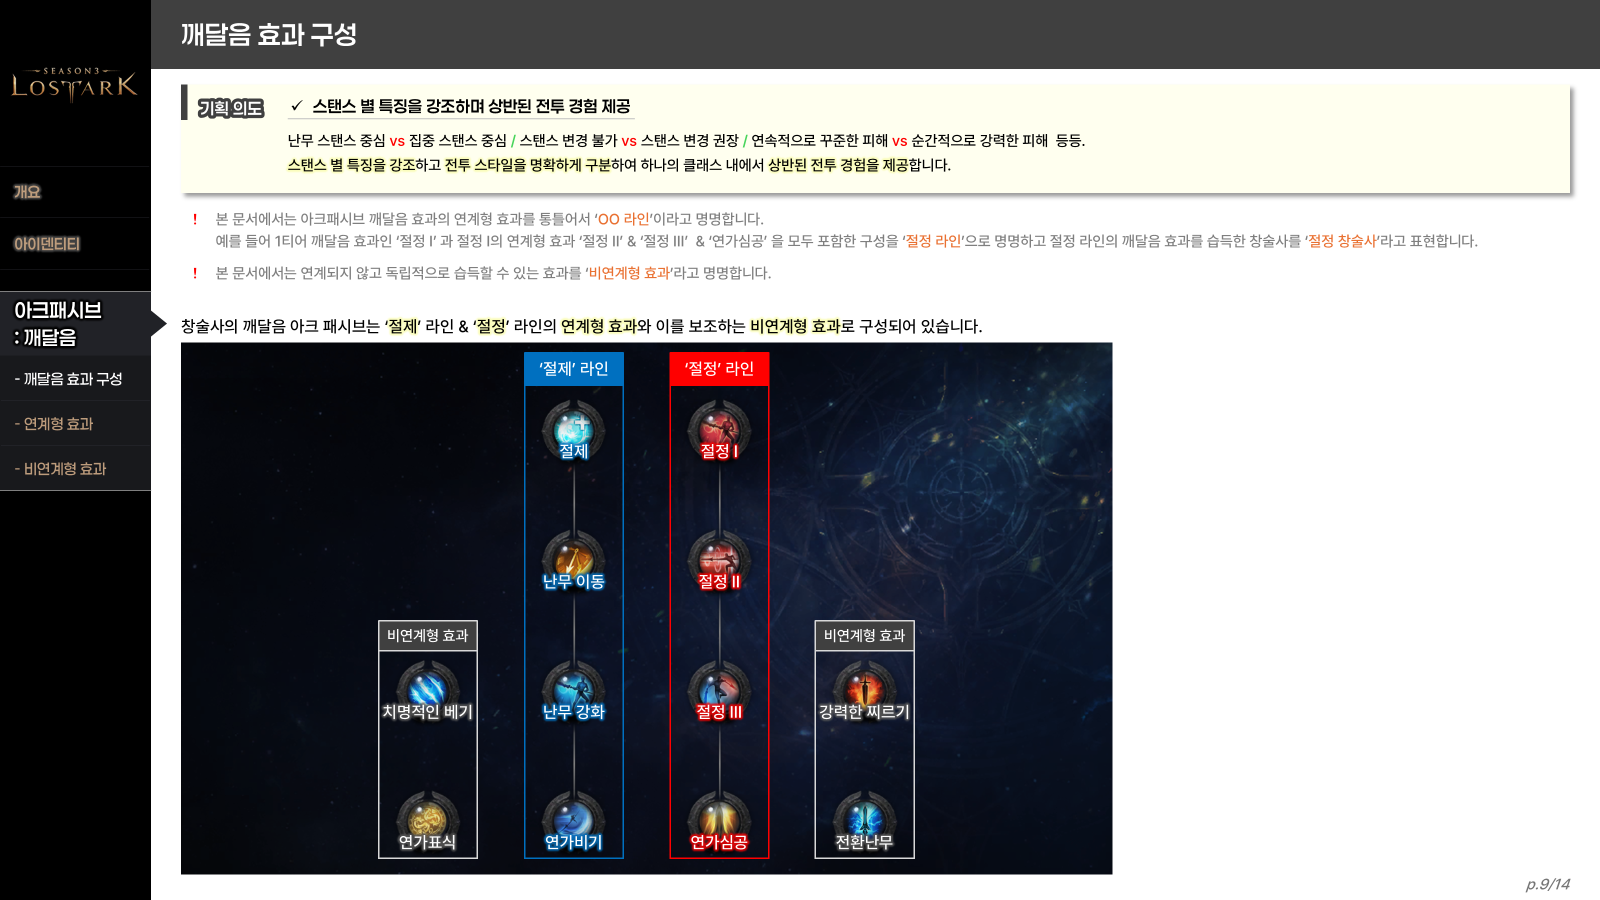 깨달음 효과 구성
SEASON3
LOSTARK
개요
아이덴티티
아크패시브
: 깨달음
- 깨달음 효과 구성
- 연계형 효과
- 비연계형 효과
기획 의도
✓ 스탠스 별 특징을 강조하며 상반된 전투 경험 제공
난무 스탠스 중심 vs 집중 스탠스 중심 / 스탠스 변경 불가 vs 스탠스 변경 권장 / 연속적으로 꾸준한 피해 vs 순간적으로 강력한 피해 등등.
스탠스 별 특징을 강조하고 전투 스타일을 명확하게 구분하여 하나의 클래스 내에서 상반된 전투 경험을 제공합니다.
! 본 문서에서는 아크패시브 깨달음 효과의 연계형 효과를 통틀어서 ‘OO 라인’이라고 명명합니다.
예를 들어 1티어 깨달음 효과인 ‘절정 I’ 과 절정 I의 연계형 효과 ‘절정 II’ & ‘절정 III’ & ‘연가심공’ 을 모두 포함한 구성을 ‘절정 라인’으로 명명하고 절정 라인의 깨달음 효과를 습득한 창술사를 ‘절정 창술사’라고 표현합니다.
! 본 문서에서는 연계되지 않고 독립적으로 습득할 수 있는 효과를 ‘비연계형 효과’라고 명명합니다.
창술사의 깨달음 아크 패시브는 ‘절제’ 라인 & ‘절정’ 라인의 연계형 효과와 이를 보조하는 비연계형 효과로 구성되어 있습니다.
‘절제’ 라인
‘절정’ 라인
절제
절정 I
난무 이동
절정 II
비연계형 효과
비연계형 효과
치명적인 베기
난무 강화
절정 III
강력한 찌르기
연가표식
연가비기
연가심공
전환난무
p.9/14